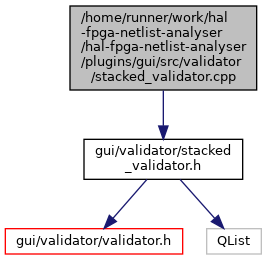 /home/runner/work/hal
-fpga-netlist-analyser
/hal-fpga-netlist-analyser
/plugins/gui/src/validator
/stacked_validator.cpp
gui/validator/stacked
_validator.h
gui/validator/validator.h
QList